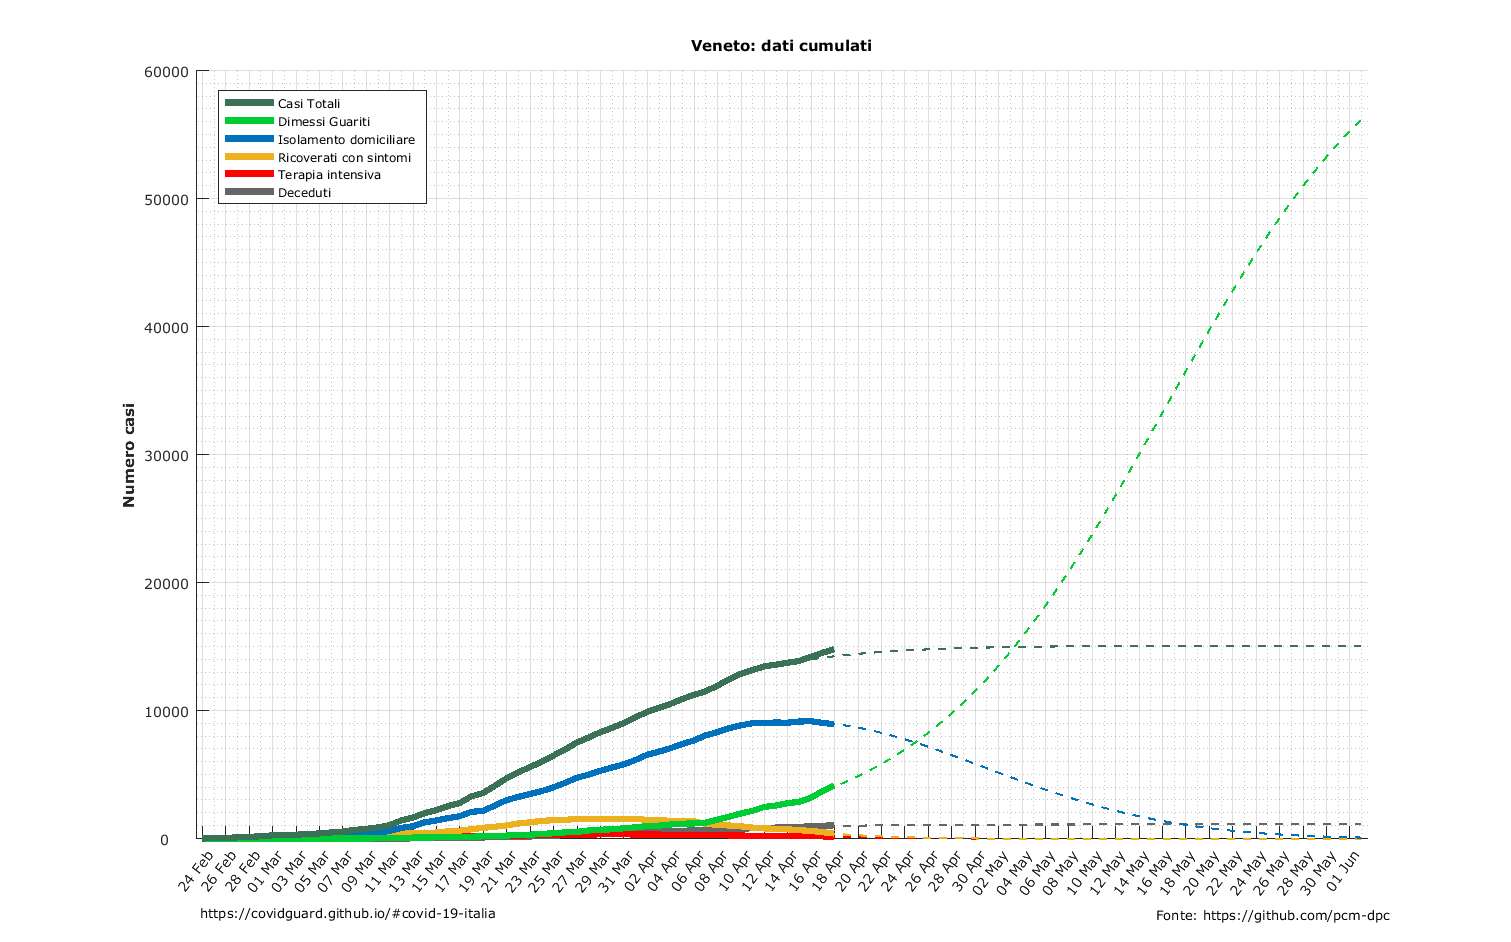 Veneto: dati cumulati
60000
50000
40000
30000
20000
10000
0
Numero casi
Casi Totali
Dimessi Guariti
Isolamento domiciliare
Ricoverati con sintomi
Terapia intensiva
Deceduti
24 Feb
26 Feb
28 Feb
01 Mar
03 Mar
05 Mar
07 Mar
09 Mar
11 Mar
13 Mar
15 Mar
17 Mar
19 Mar
21 Mar
23 Mar
25 Mar
27 Mar
29 Mar
31 Mar
02 Apr
04 Apr
06 Apr
08 Apr
10 Apr
12 Apr
14 Apr
16 Apr
18 Apr
20 Apr
22 Apr
24 Apr
26 Apr
28 Apr
30 Apr
02 May
04 May
06 May
08 May
10 May
12 May
14 May
16 May
18 May
20 May
22 May
24 May
26 May
28 May
30 May
01 Jun
https://covidguard.github.io/#covid-19-italia
Fonte: https://github.com/pcm-dpc